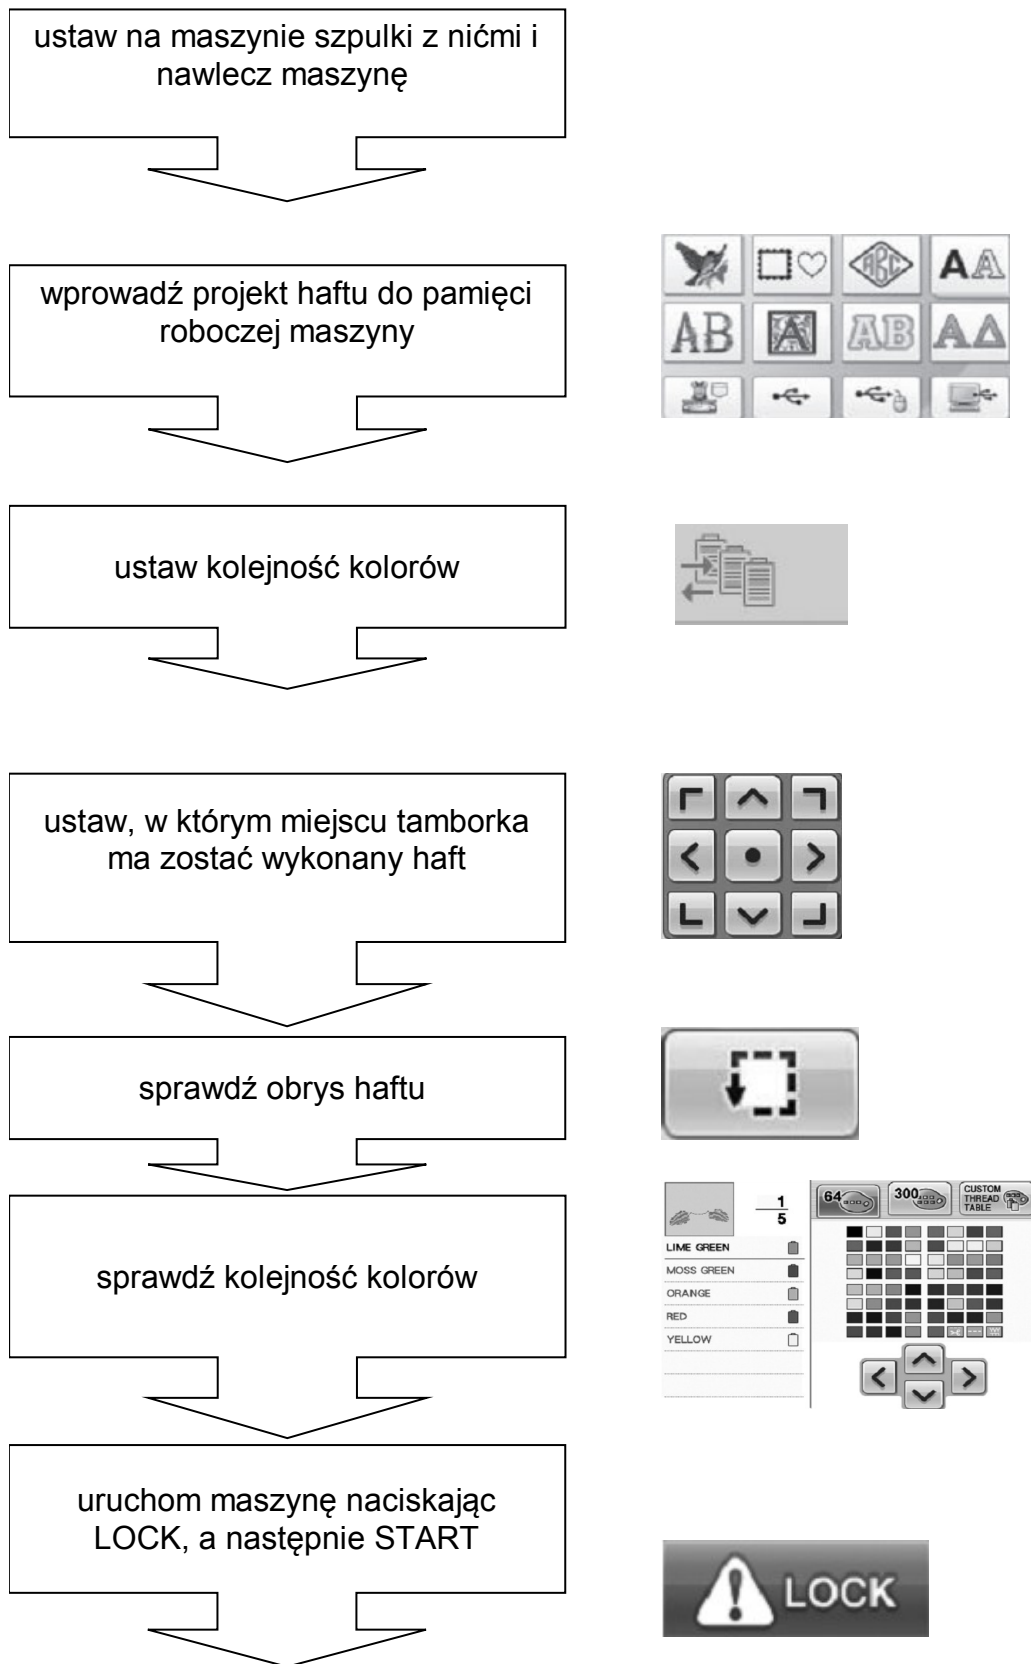 ustaw na maszynie szpulki z nićmi i
nawlecz maszynę
wprowadź projekt haftu do pamięci
roboczej maszyny
ABC
A A
AB
A
AB
AΔ
ustaw kolejność kolorów
ustaw, w którym miejscu tamborka
ma zostać wykonany haft
sprawdź obrys haftu
sprawdź kolejność kolorów
1
5
LIME GREEN
MOSS GREEN
ORANGE
RED
YELLOW
64
300
CUSTOM
THREAD
TABLE
uruchom maszynę naciskając
LOCK, a następnie START
LOCK